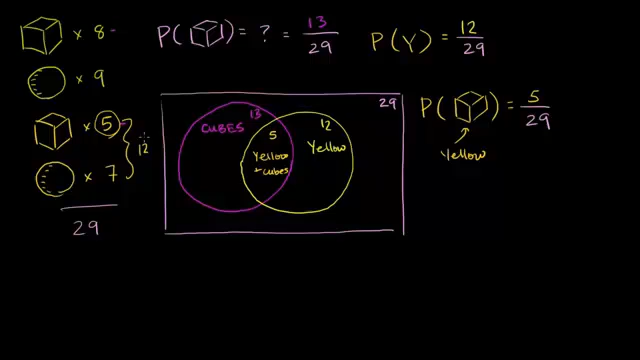 × 8
× 9
× 5
× 7
12
29
P( ) = ? = 13/29
P(Y) = 12/29
P( ) = 5/29
Yellow
29
13
CUBES
12
Yellow
5
Yellow
+ cubes